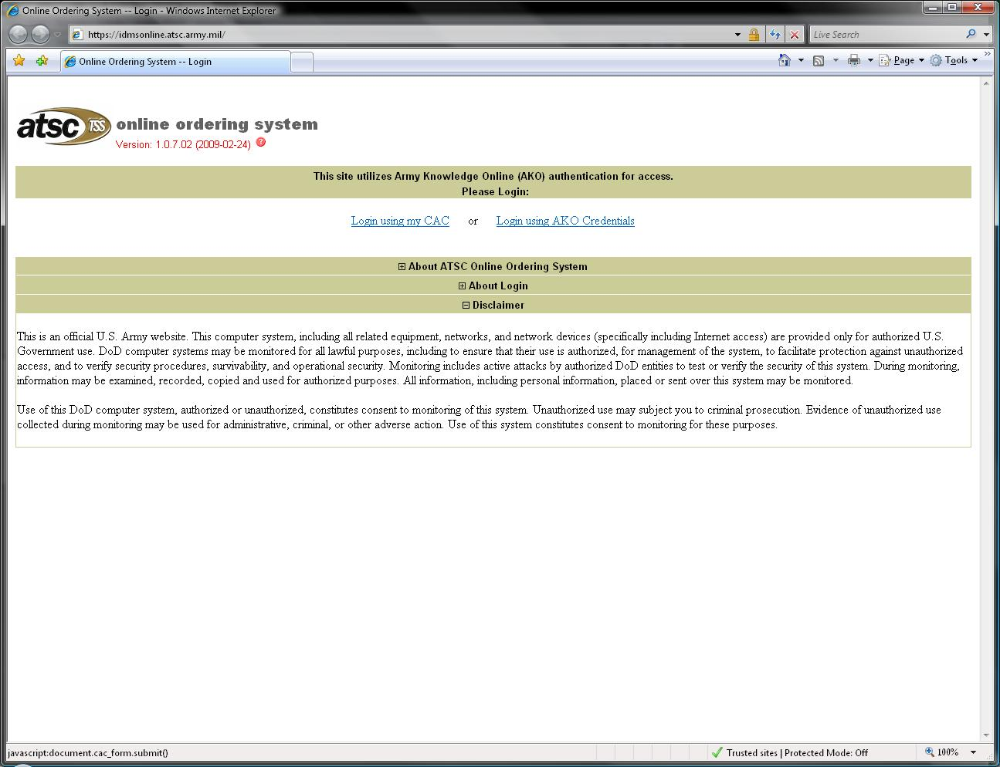 Online Ordering System -- Login - Windows Internet Explorer
https://idmsonline.atsc.army.mil/
Live Search
Online Ordering System -- Login
Page
Tools
atsc TSS online ordering system
Version: 1.0.7.02 (2009-02-24) ?
This site utilizes Army Knowledge Online (AKO) authentication for access.
Please Login:
Login using my CAC or Login using AKO Credentials
About ATSC Online Ordering System
About Login
Disclaimer
This is an official U.S. Army website. This computer system, including all related equipment, networks, and network devices (specifically including Internet access) are provided only for authorized U.S.
Government use. DoD computer systems may be monitored for all lawful purposes, including to ensure that their use is authorized, for management of the system, to facilitate protection against unauthorized
access, and to verify security procedures, survivability, and operational security. Monitoring includes active attacks by authorized DoD entities to test or verify the security of this system. During monitoring,
information may be examined, recorded, copied and used for authorized purposes. All information, including personal information, placed or sent over this system may be monitored.
Use of this DoD computer system, authorized or unauthorized, constitutes consent to monitoring of this system. Unauthorized use may subject you to criminal prosecution. Evidence of unauthorized use
collected during monitoring may be used for administrative, criminal, or other adverse action. Use of this system constitutes consent to monitoring for these purposes.
javascript:document.cac_form.submit()
Trusted sites | Protected Mode: Off
100%